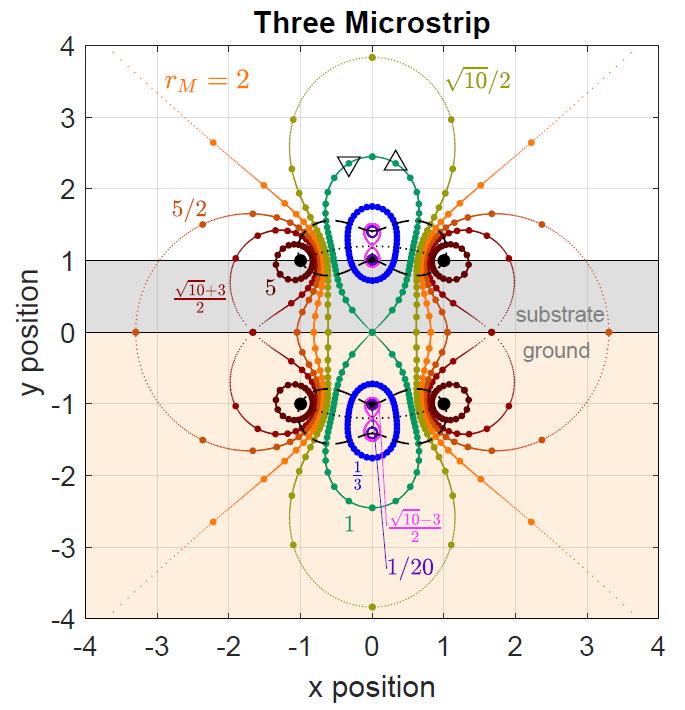 Three Microstrip
4
3
2
1
0
-1
-2
-3
-4
y position
r_M = 2
√10/2
5/2
(√10+3)/2
5
substrate
ground
1/3
1
(√10−3)/2
1/20
-4 -3 -2 -1 0 1 2 3 4
x position